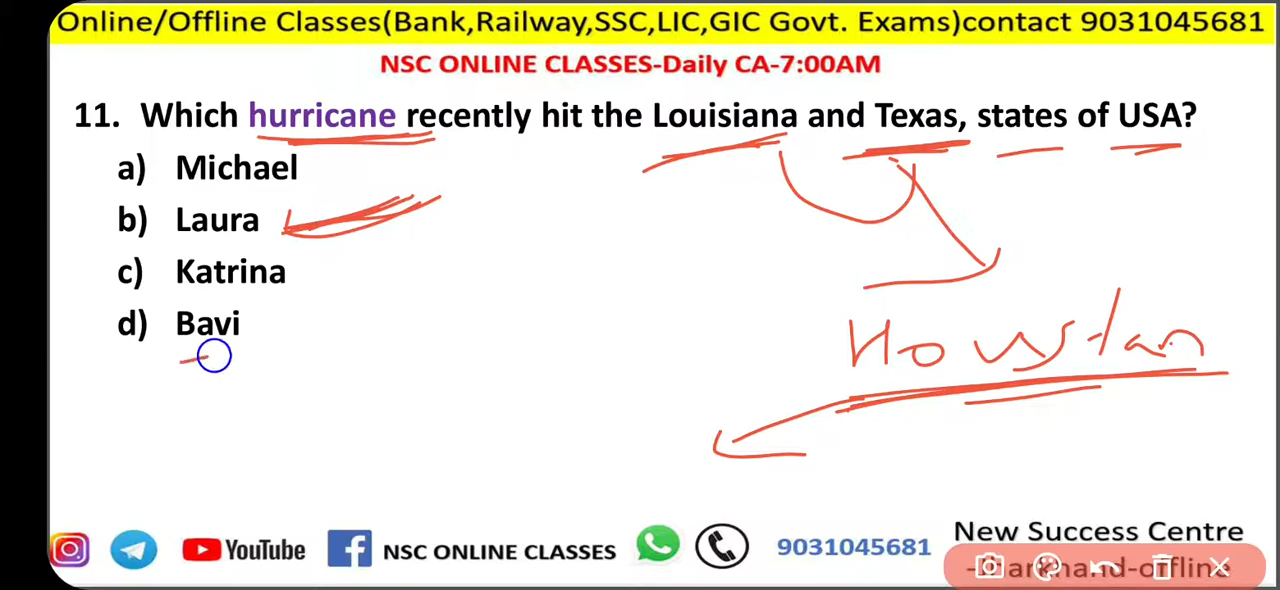 Online/Offline Classes(Bank,Railway,SSC,LIC,GIC Govt. Exams)contact 9031045681
NSC ONLINE CLASSES-Daily CA-7:00AM
11. Which hurricane recently hit the Louisiana and Texas, states of USA?
a) Michael
b) Laura
c) Katrina
d) Bavi
Houstan
YouTube NSC ONLINE CLASSES 9031045681
New Success Centre
-Jharkhand-offline